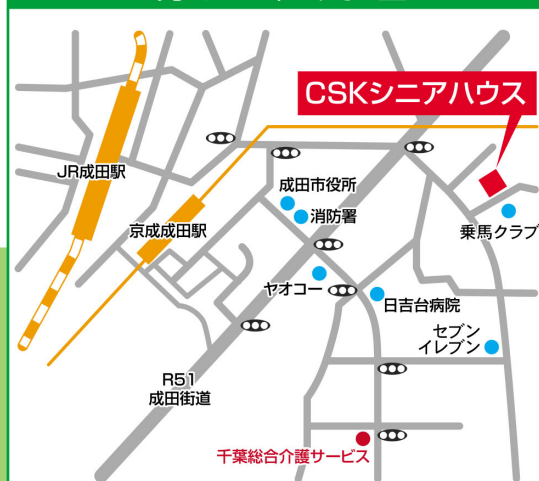 CSKシニアハウス
JR成田駅
成田市役所
消防署
京成成田駅
乗馬クラブ
ヤオコー
日吉台病院
セブン
イレブン
R51
成田街道
千葉総合介護サービス